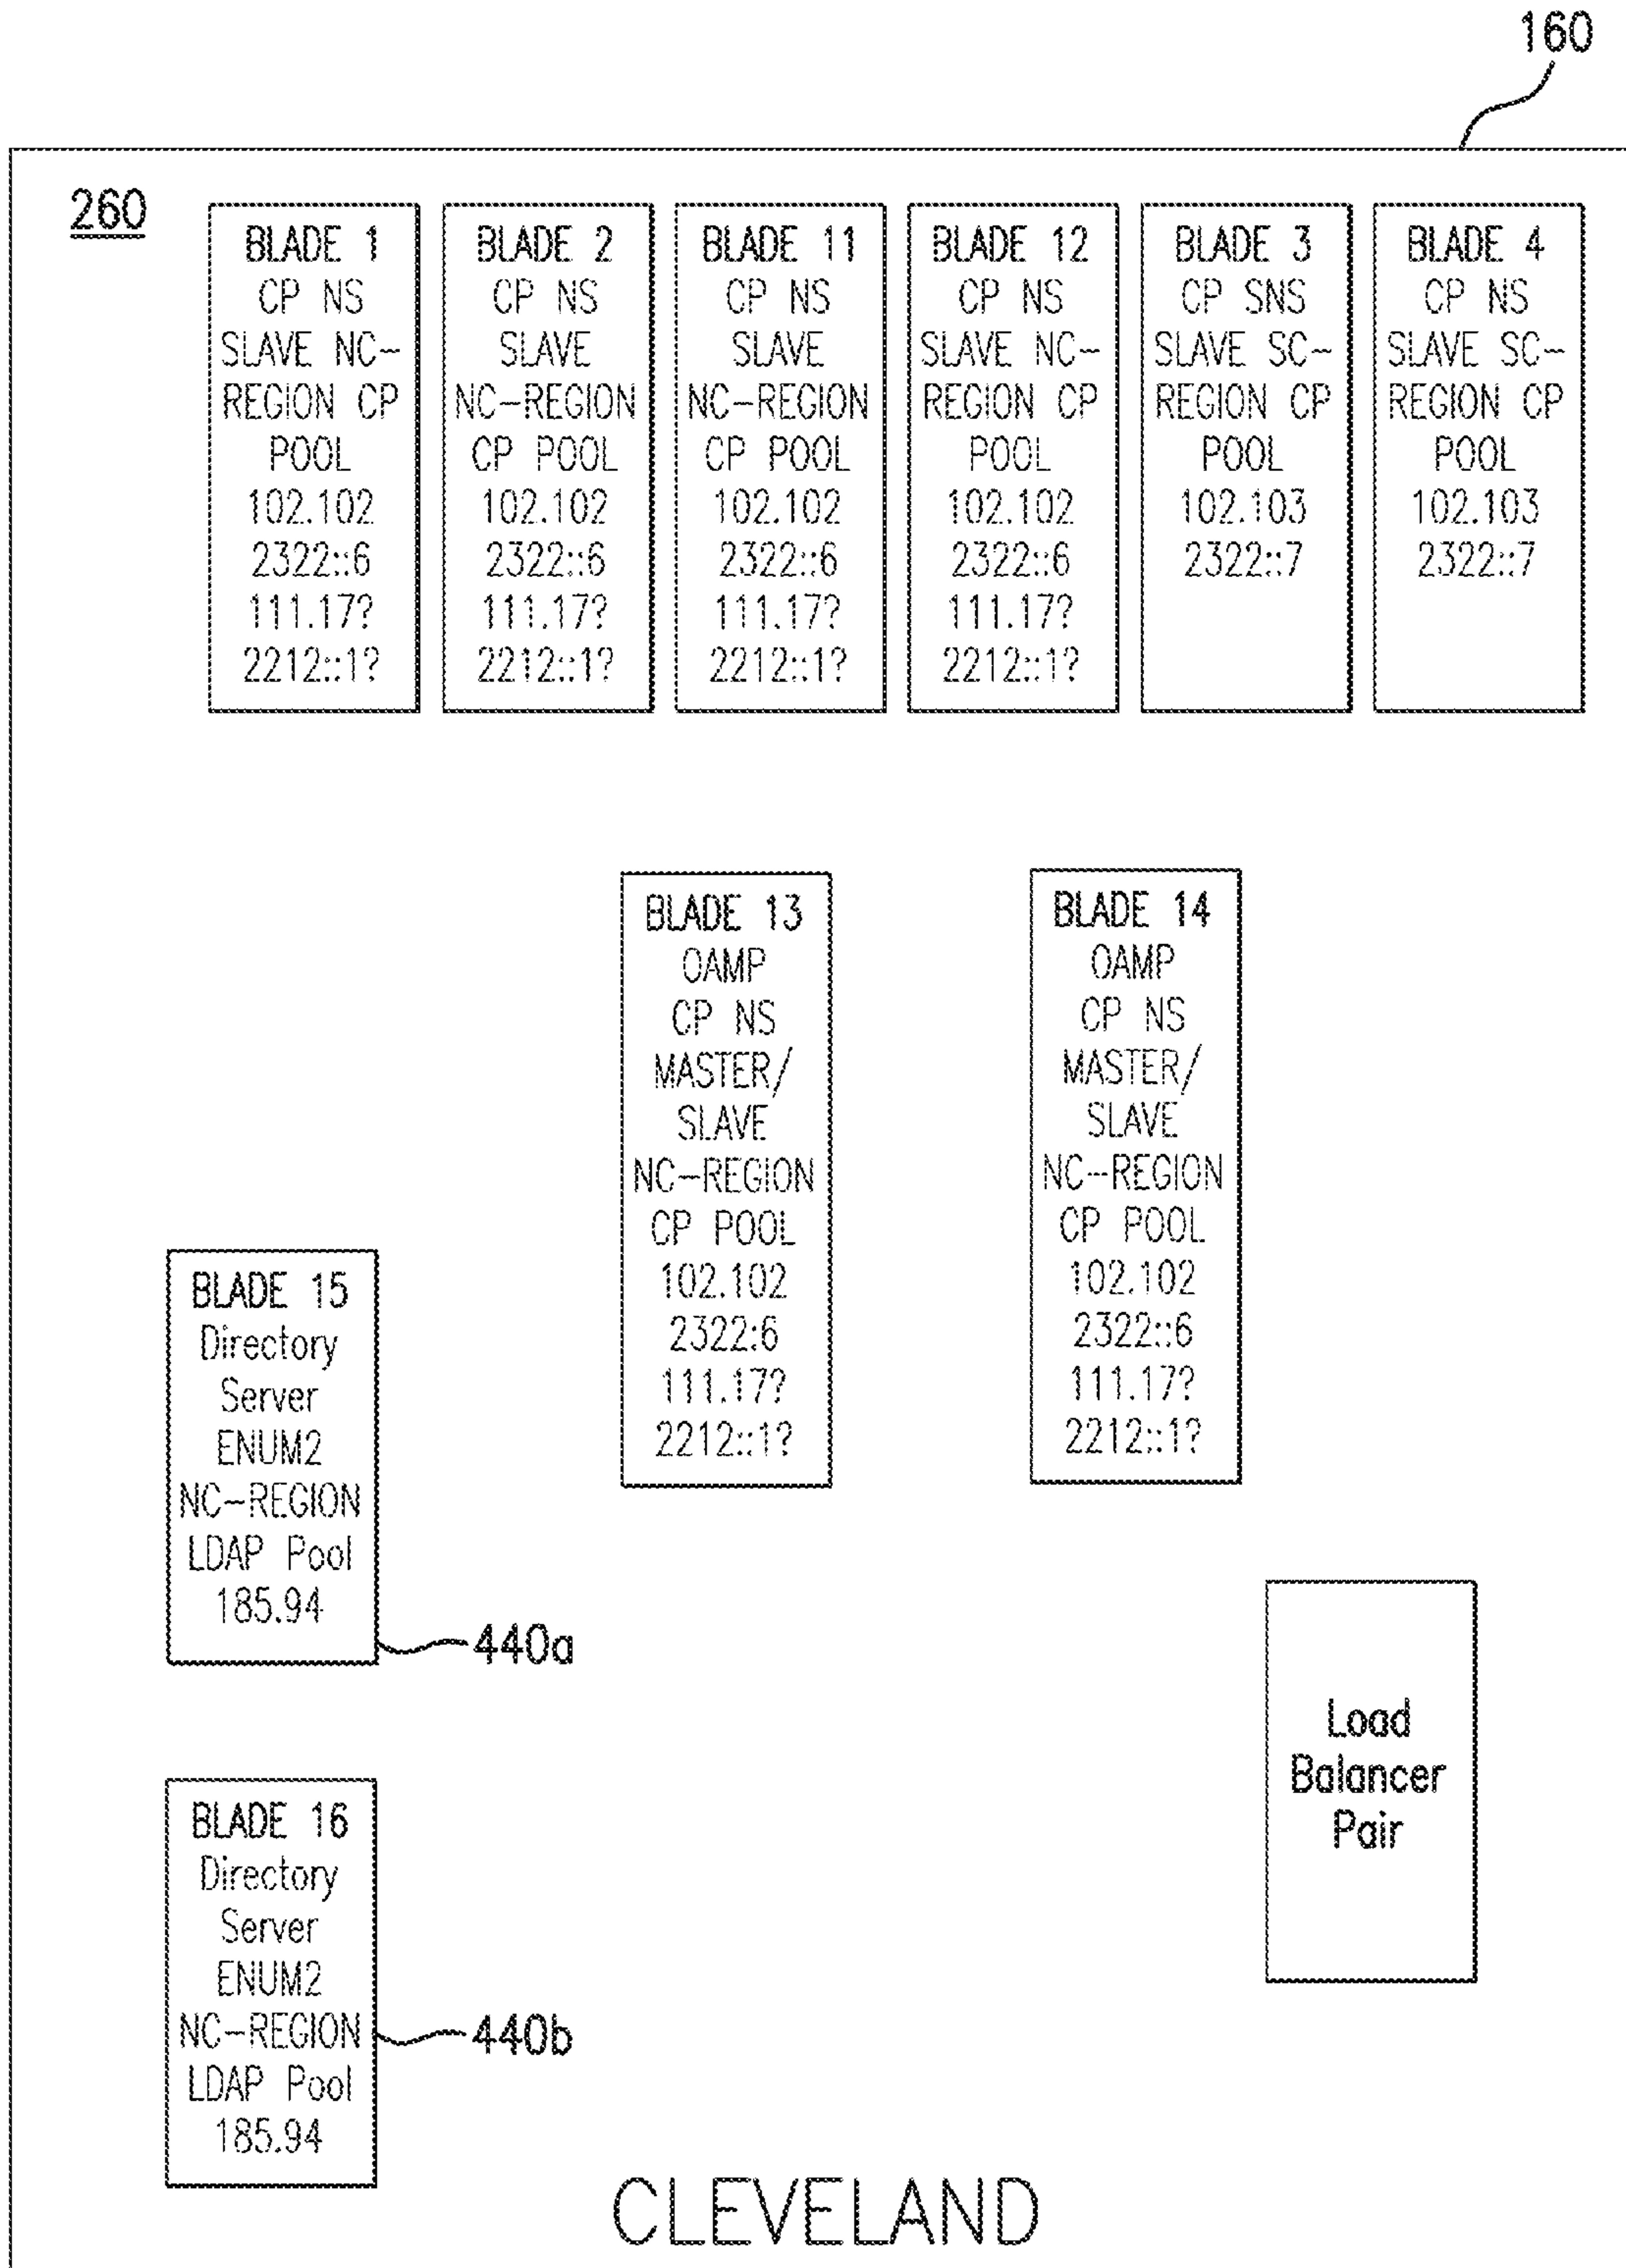 160
260
BLADE 1
CP NS
SLAVE NC-
REGION CP
POOL
102.102
2322::6
111.17?
2212::1?
BLADE 2
CP NS
SLAVE
NC-REGION
CP POOL
102.102
2322::6
111.17?
2212::1?
BLADE 11
CP NS
SLAVE
NC-REGION
CP POOL
102.102
2322::6
111.17?
2212::1?
BLADE 12
CP NS
SLAVE NC-
REGION CP
POOL
102.102
2322::6
111.17?
2212::1?
BLADE 3
CP SNS
SLAVE SC-
REGION CP
POOL
102.103
2322::7
BLADE 4
CP NS
SLAVE SC-
REGION CP
POOL
102.103
2322::7
BLADE 13
OAMP
CP NS
MASTER/
SLAVE
NC-REGION
CP POOL
102.102
2322:6
111.17?
2212::1?
BLADE 14
OAMP
CP NS
MASTER/
SLAVE
NC-REGION
CP POOL
102.102
2322::6
111.17?
2212::1?
BLADE 15
Directory
Server
ENUM2
NC-REGION
LDAP Pool
185.94
440a
BLADE 16
Directory
Server
ENUM2
NC-REGION
LDAP Pool
185.94
440b
Load
Balancer
Pair
CLEVELAND